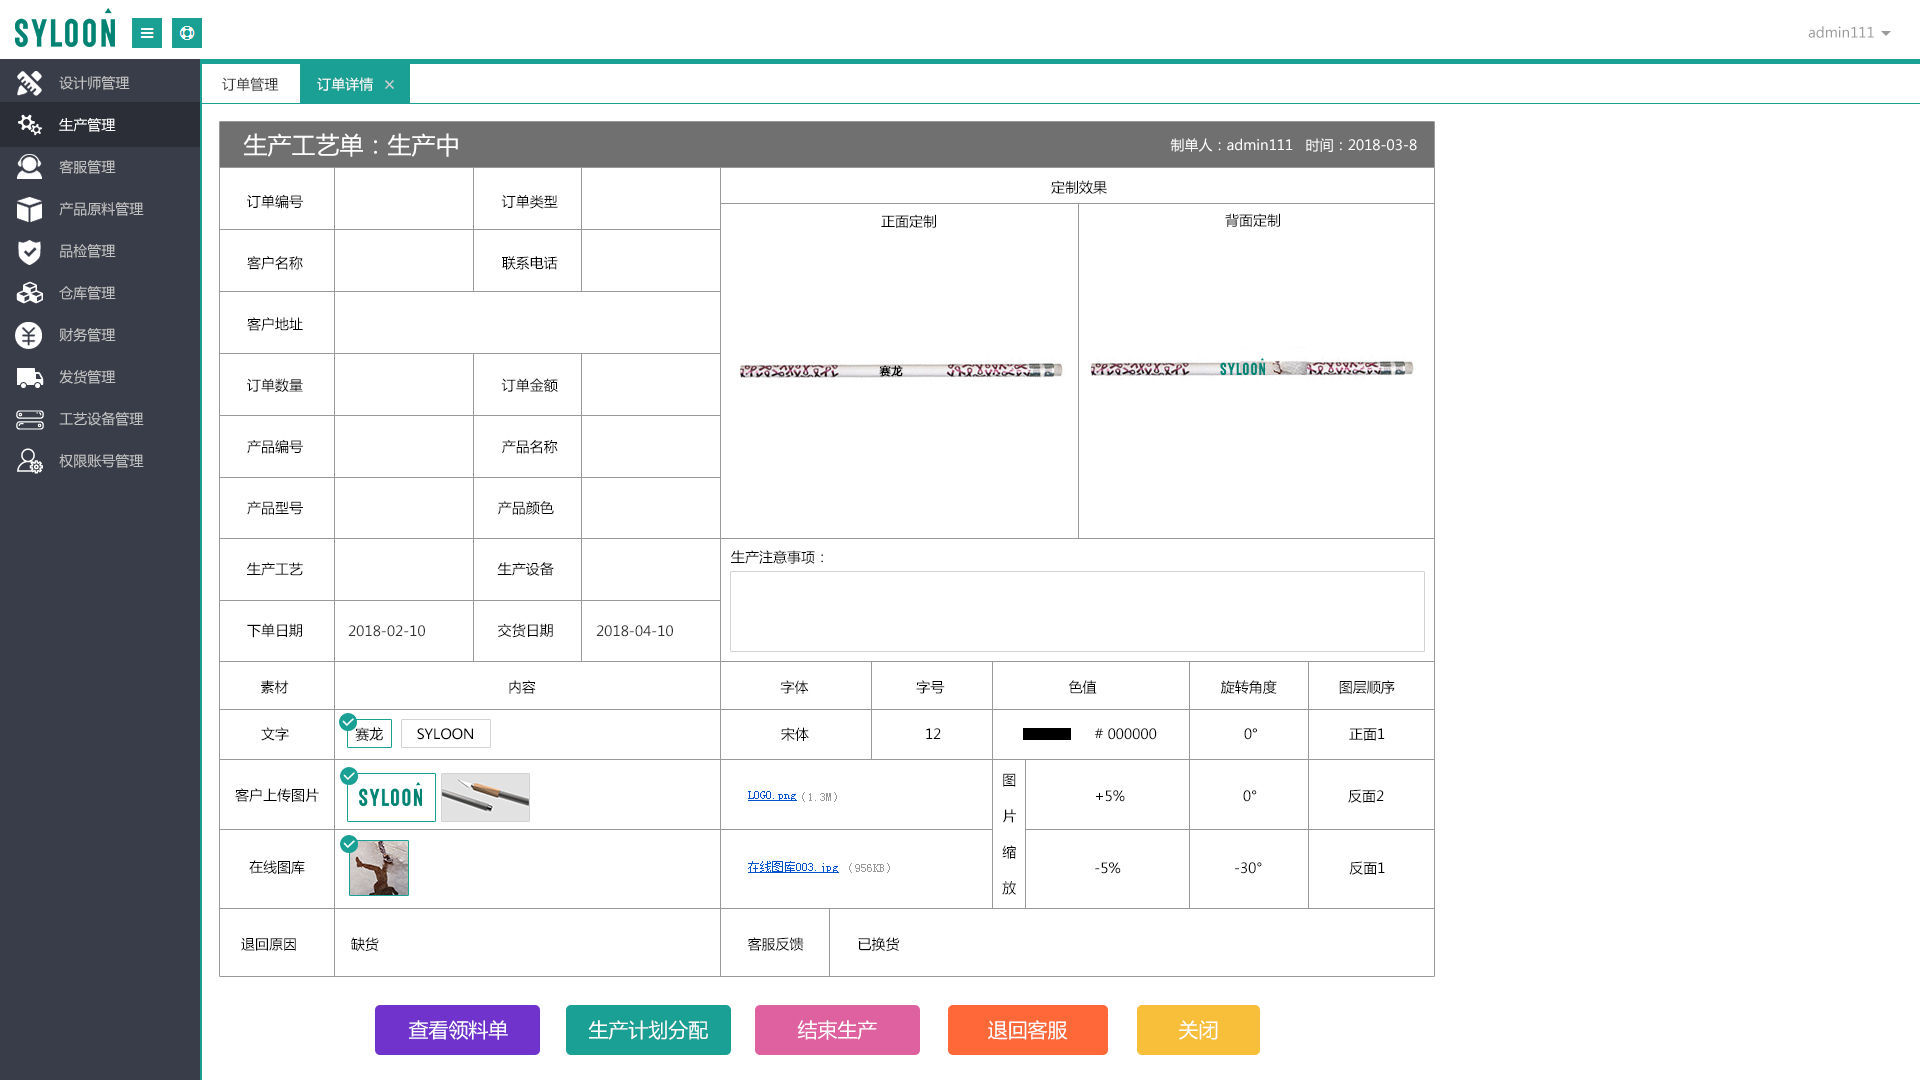 SYLOON
admin111
设计师管理
生产管理
客服管理
产品原料管理
品检管理
仓库管理
财务管理
发货管理
工艺设备管理
权限账号管理
订单管理 订单详情 ×
生产工艺单：生产中 制单人：admin111 时间：2018-03-8
订单编号 订单类型 定制效果
正面定制 背面定制
客户名称 联系电话
客户地址
赛龙 SYLOON
订单数量 订单金额
产品编号 产品名称
产品型号 产品颜色
生产工艺 生产设备 生产注意事项：
下单日期 2018-02-10 交货日期 2018-04-10
素材 内容 字体 字号 色值 旋转角度 图层顺序
文字 赛龙 SYLOON 宋体 12 # 000000 0° 正面1
客户上传图片 SYLOON LOGO.png（1.3M） 图片缩放 +5% 0° 反面2
在线图库 在线图库003.jpg （956KB） -5% -30° 反面1
退回原因 缺货 客服反馈 已换货
查看领料单 生产计划分配 结束生产 退回客服 关闭